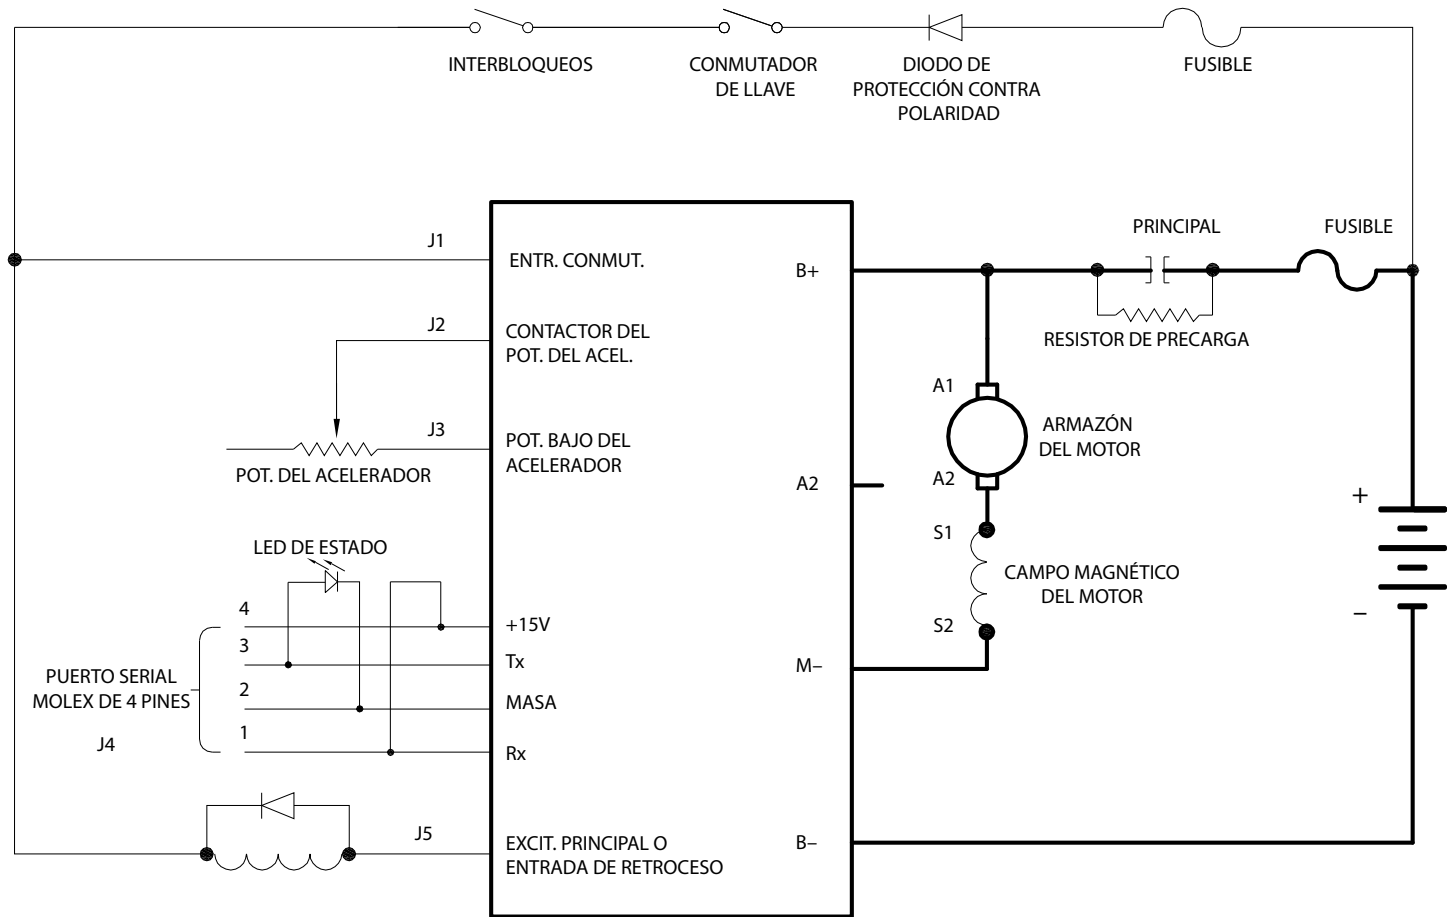 INTERBLOQUEOS
CONMUTADOR
DE LLAVE
DIODO DE
PROTECCIÓN CONTRA
POLARIDAD
FUSIBLE
J1
ENTR. CONMUT.
J2
CONTACTOR DEL
POT. DEL ACEL.
J3
POT. BAJO DEL
ACELERADOR
POT. DEL ACELERADOR
LED DE ESTADO
4
+15V
3
Tx
PUERTO SERIAL
MOLEX DE 4 PINES
2
MASA
J4
1
Rx
J5
EXCIT. PRINCIPAL O
ENTRADA DE RETROCESO
B+
A2
M–
B–
PRINCIPAL
FUSIBLE
RESISTOR DE PRECARGA
A1
ARMAZÓN
DEL MOTOR
A2
S1
CAMPO MAGNÉTICO
DEL MOTOR
S2
+
–